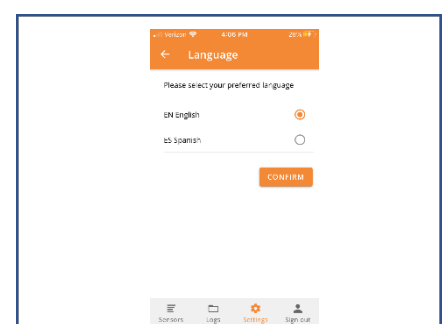 Verizon 4:06 PM 28%
Language
Please select your preferred language
EN English
ES Spanish
CONFIRM
Sensors Logs Settings Sign out